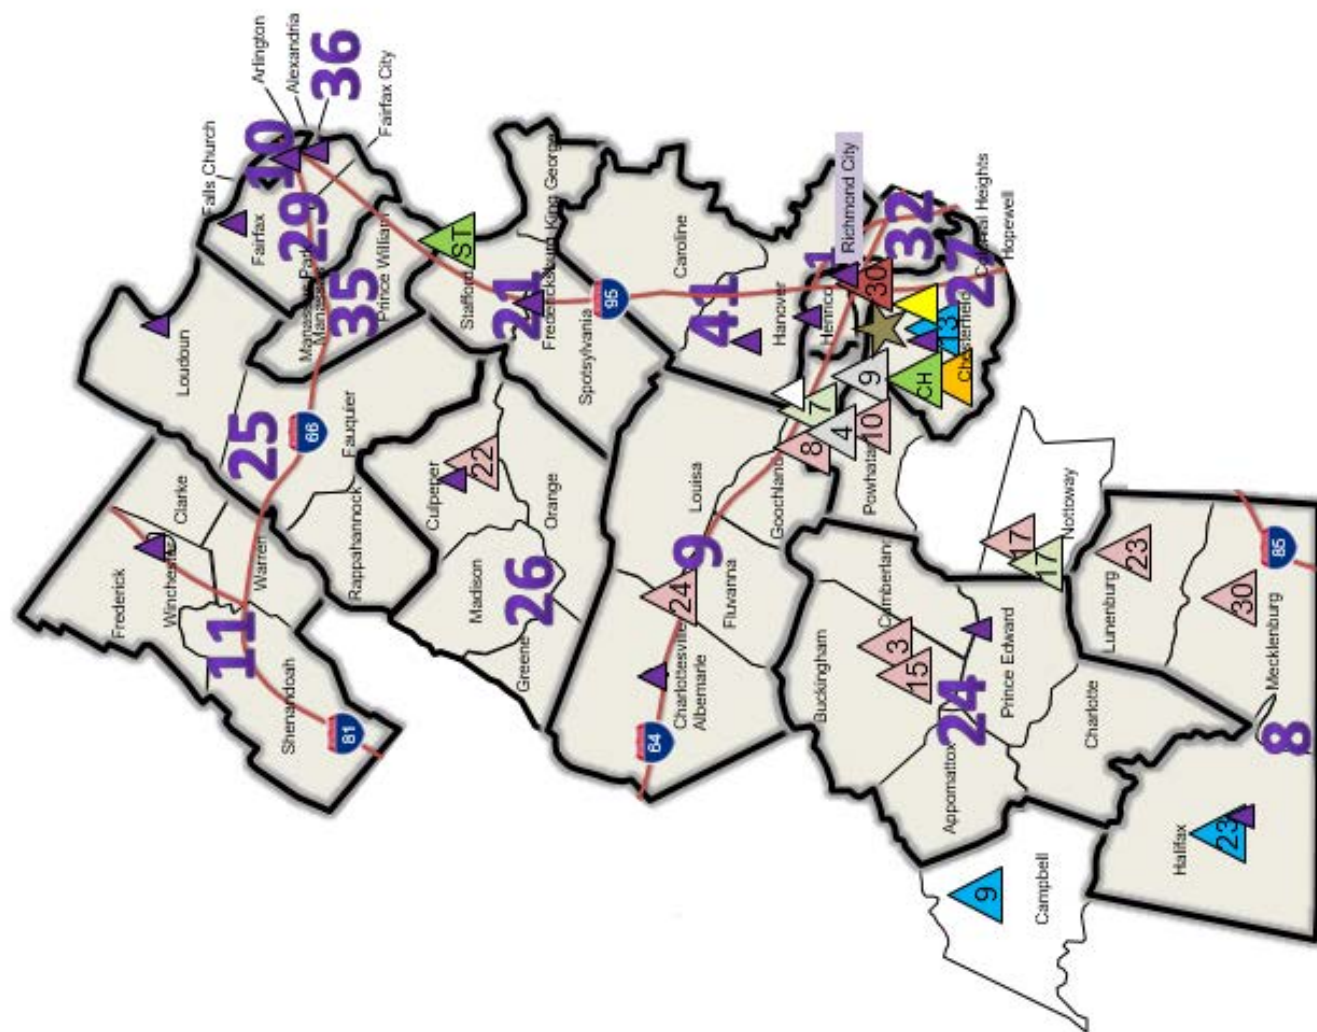 Arlington
Alexandria
36
Fairfax City
Falls Church
10
Fairfax
29
Manassas Park
Manassas
35
Prince William
Loudoun
25
66
Fauquier
Clarke
Frederick
Winchester
Warren
11
Shenandoah
81
Rappahannock
ST
Stafford
King George
21
Fredericksburg
Spotsylvania
95
Culpeper
22
Orange
Madison
26
Greene
Caroline
41
Hanover
Henrico
1
Richmond City
30
32
Colonial Heights
27
Hopewell
13
Chesterfield
CH
9
7
4
8
10
Louisa
Goochland
Powhatan
9
24
Fluvanna
Charlottesville
Albemarle
64
Buckingham
Cumberland
3
15
24
Prince Edward
Appomattox
Charlotte
17
17
Nottoway
Lunenburg
23
30
Mecklenburg
85
8
Halifax
23
9
Campbell